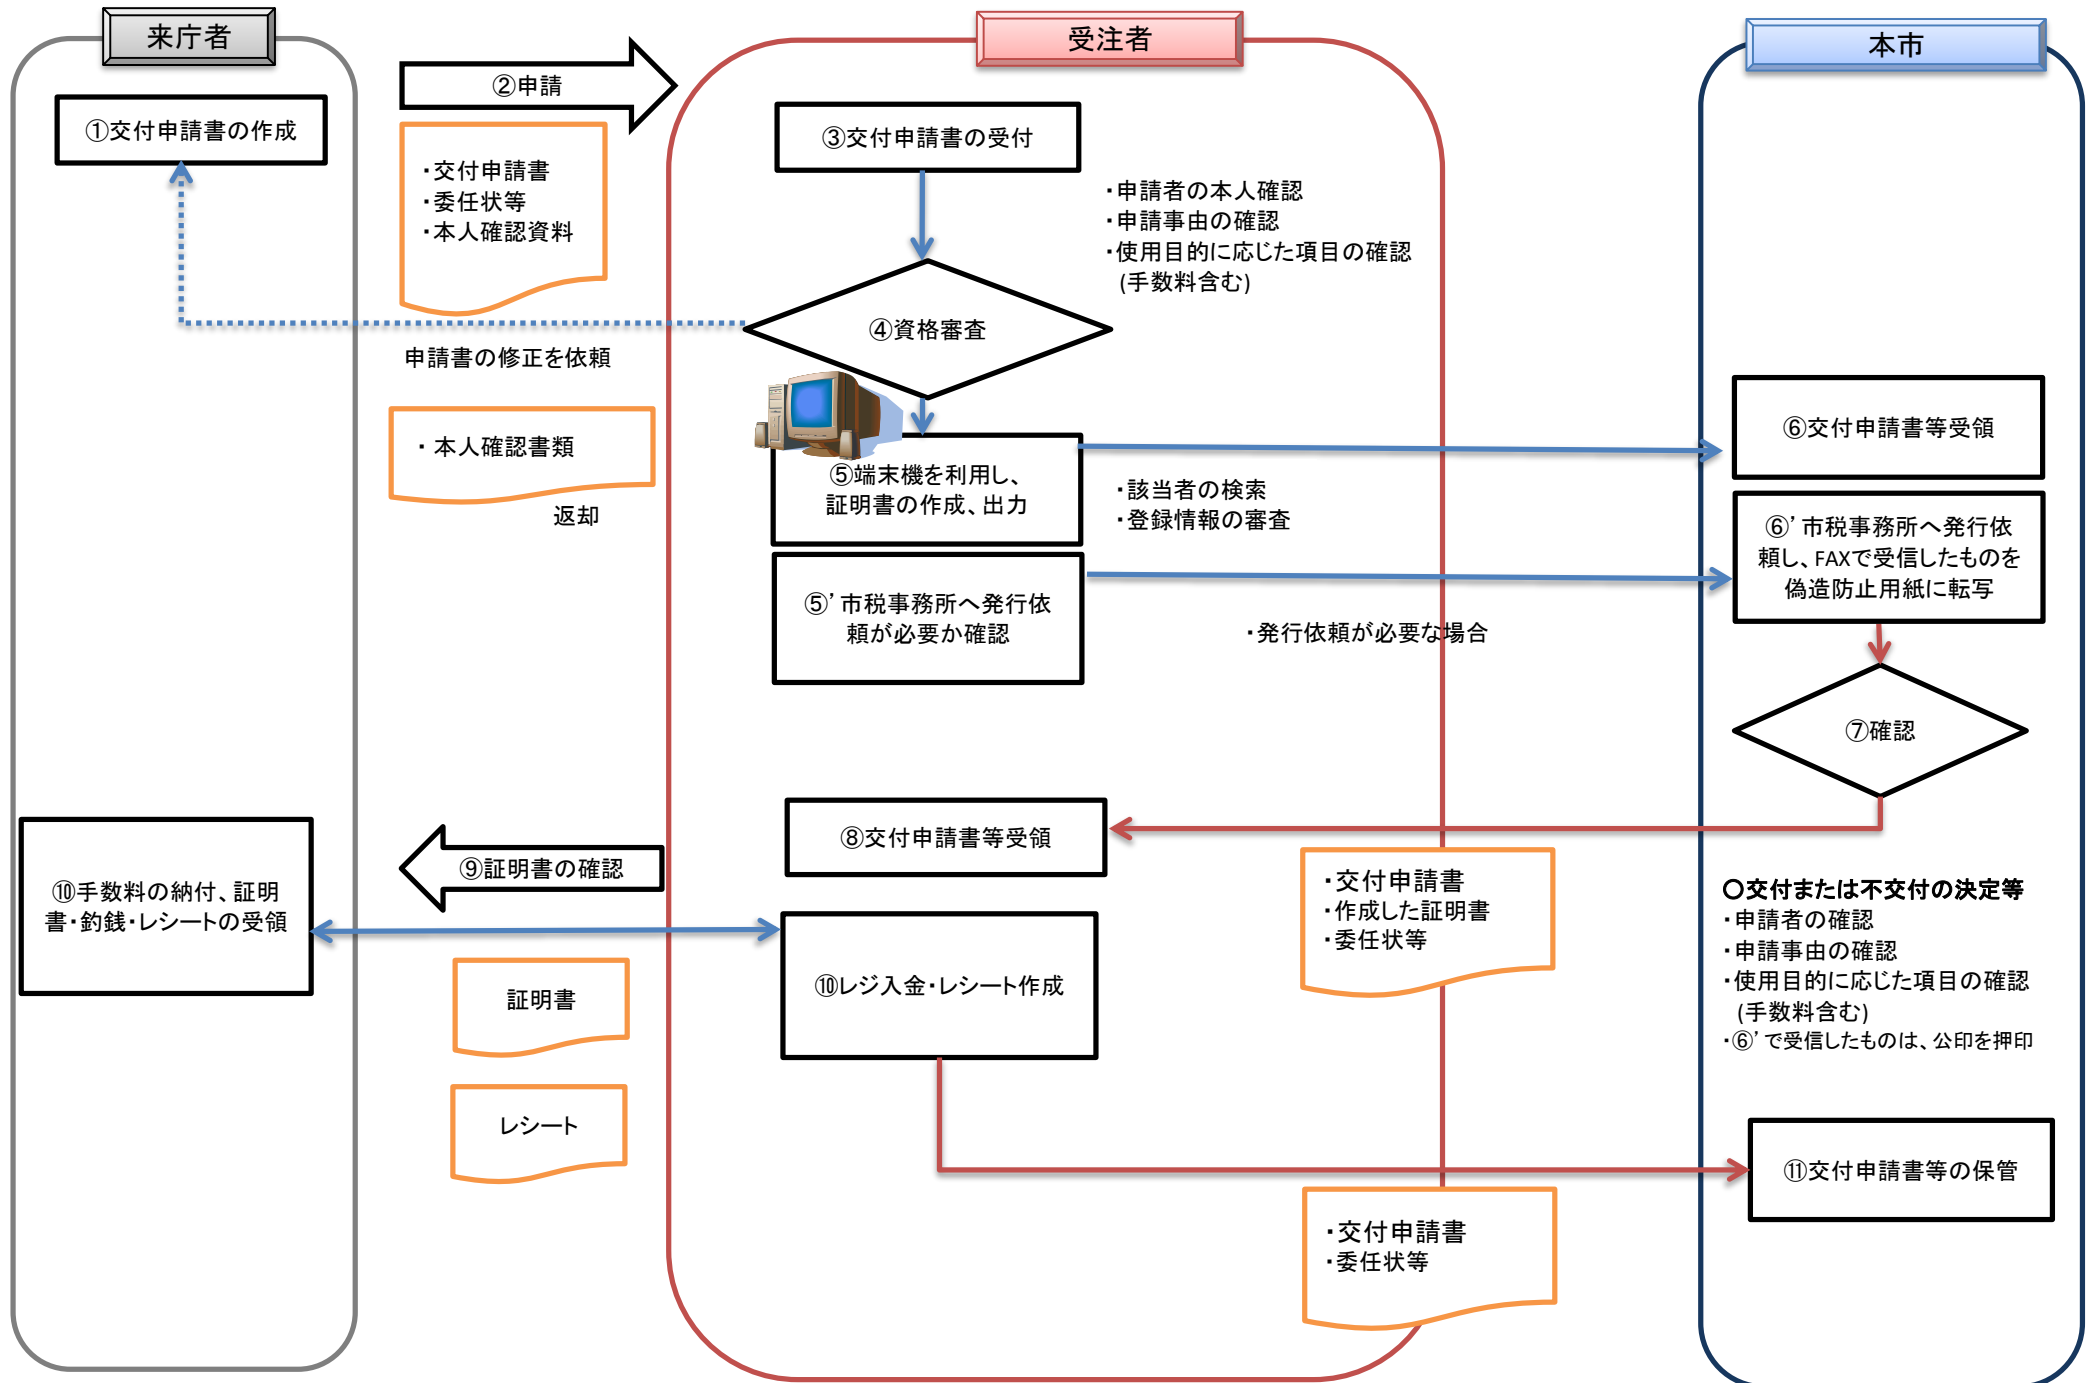 来庁者
受注者
本市
①交付申請書の作成
②申請
・交付申請書
・委任状等
・本人確認資料
③交付申請書の受付
・申請者の本人確認
・申請事由の確認
・使用目的に応じた項目の確認
(手数料含む)
④資格審査
申請書の修正を依頼
・本人確認書類
返却
⑤端末機を利用し、
証明書の作成、出力
・該当者の検索
・登録情報の審査
⑥交付申請書等受領
⑥’市税事務所へ発行依
頼し、FAXで受信したものを
偽造防止用紙に転写
⑤’市税事務所へ発行依
頼が必要か確認
・発行依頼が必要な場合
⑦確認
⑧交付申請書等受領
⑨証明書の確認
⑩手数料の納付、証明
書・釣銭・レシートの受領
・交付申請書
・作成した証明書
・委任状等
〇交付または不交付の決定等
・申請者の確認
・申請事由の確認
・使用目的に応じた項目の確認
(手数料含む)
・⑥’で受信したものは、公印を押印
⑩レジ入金・レシート作成
証明書
レシート
⑪交付申請書等の保管
・交付申請書
・委任状等